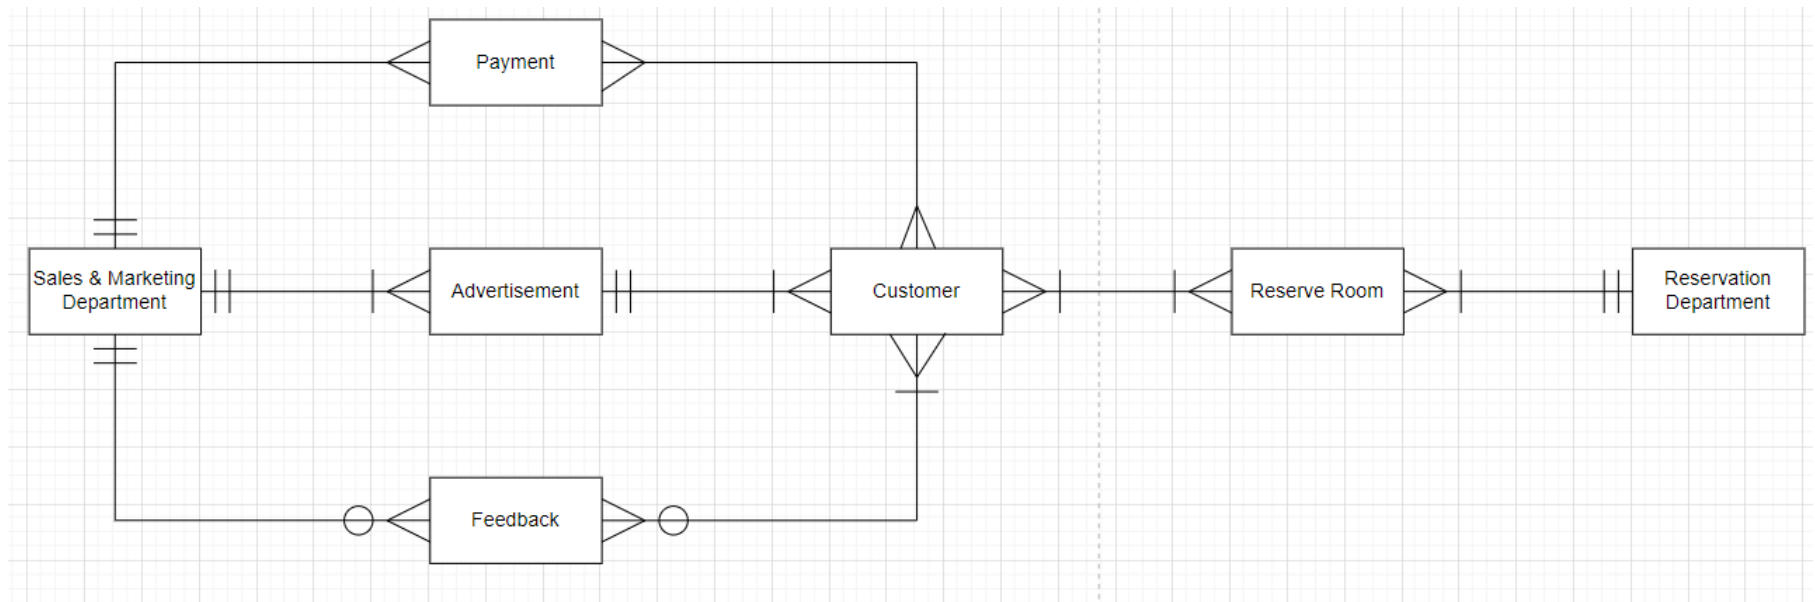 Payment
Sales & Marketing
Department
Advertisement
Customer
Reserve Room
Reservation
Department
Feedback